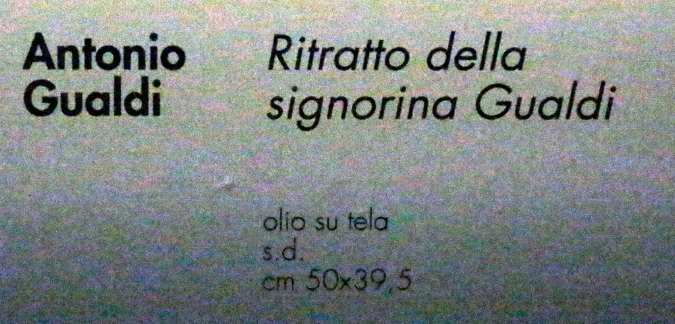 Antonio
Gualdi
Ritratto della
signorina Gualdi
olio su tela
s.d.
cm 50x39,5